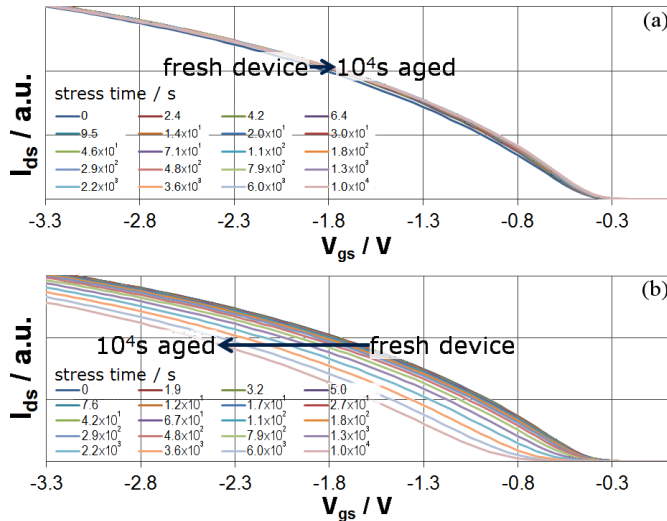 (a)
fresh device 10⁴s aged
stress time / s
0 2.4 4.2 6.4
9.5 1.4x10¹ 2.0x10¹ 3.0x10¹
4.6x10¹ 7.1x10¹ 1.1x10² 1.8x10²
2.9x10² 4.8x10² 7.9x10² 1.3x10³
2.2x10³ 3.6x10³ 6.0x10³ 1.0x10⁴
I_ds / a.u.
-3.3 -2.8 -2.3 -1.8 -1.3 -0.8 -0.3
V_gs / V
(b)
10⁴s aged fresh device
stress time / s
0 1.9 3.2 5.0
7.6 1.2x10¹ 1.7x10¹ 2.7x10¹
4.2x10¹ 6.7x10¹ 1.1x10² 1.8x10²
2.9x10² 4.8x10² 7.9x10² 1.3x10³
2.2x10³ 3.6x10³ 6.0x10³ 1.0x10⁴
I_ds / a.u.
-3.3 -2.8 -2.3 -1.8 -1.3 -0.8 -0.3
V_gs / V